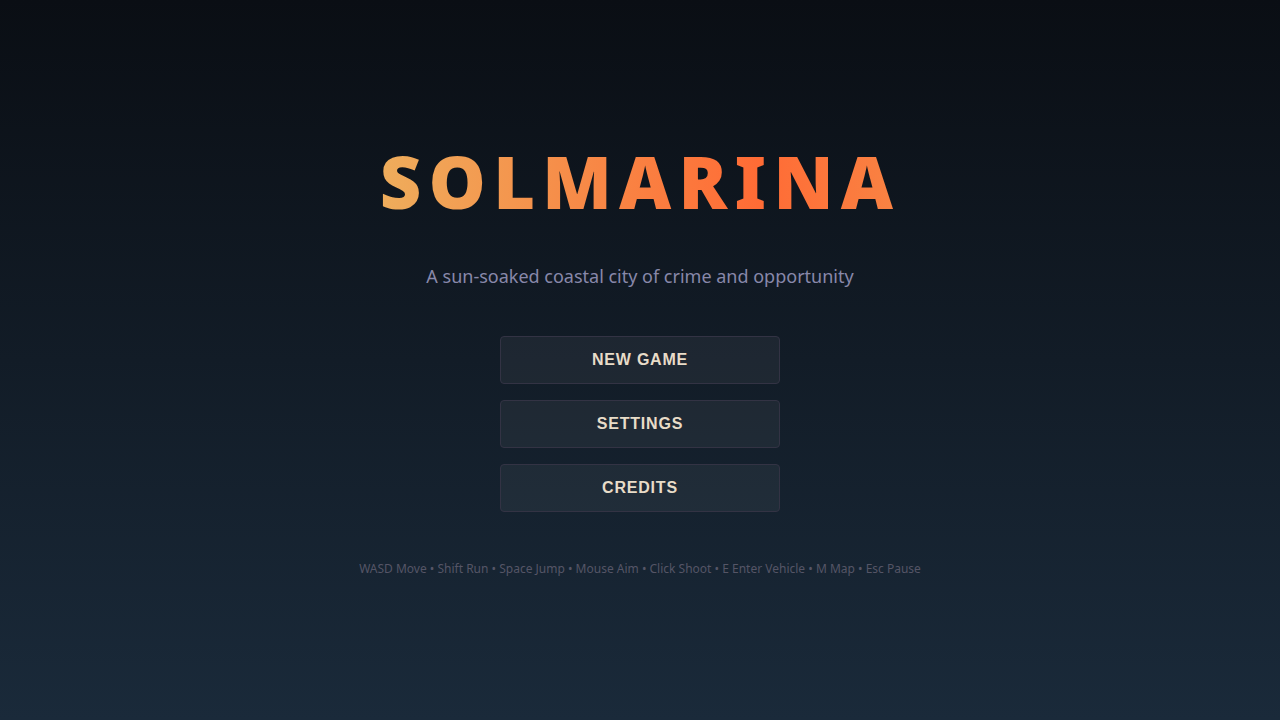 SOLMARINA
A sun-soaked coastal city of crime and opportunity
NEW GAME
SETTINGS
CREDITS
WASD Move • Shift Run • Space Jump • Mouse Aim • Click Shoot • E Enter Vehicle • M Map • Esc Pause